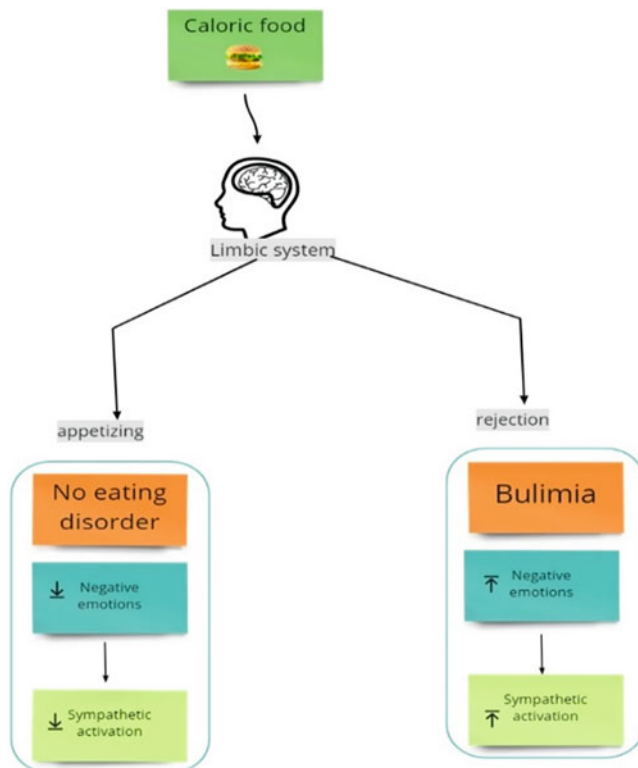 Caloric food
Limbic system
appetizing
rejection
No eating
disorder
Bulimia
Negative
emotions
Negative
emotions
Sympathetic
activation
Sympathetic
activation